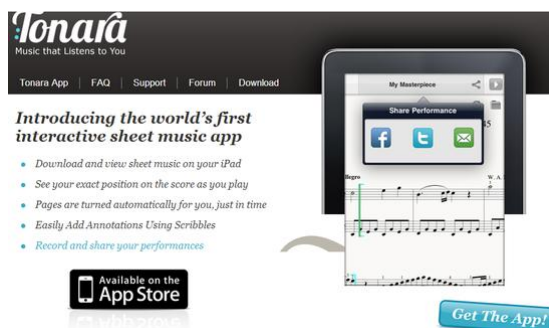 Tonara
Music that Listens to You
Tonara App | FAQ | Support | Forum | Download
Introducing the world's first
interactive sheet music app
Download and view sheet music on your iPad
See your exact position on the score as you play
Pages are turned automatically for you, just in time
Easily Add Annotations Using Scribbles
Record and share your performances
Available on the
App Store
My Masterpiece
Share Performance
45
llegro
W. A.
Get The App!